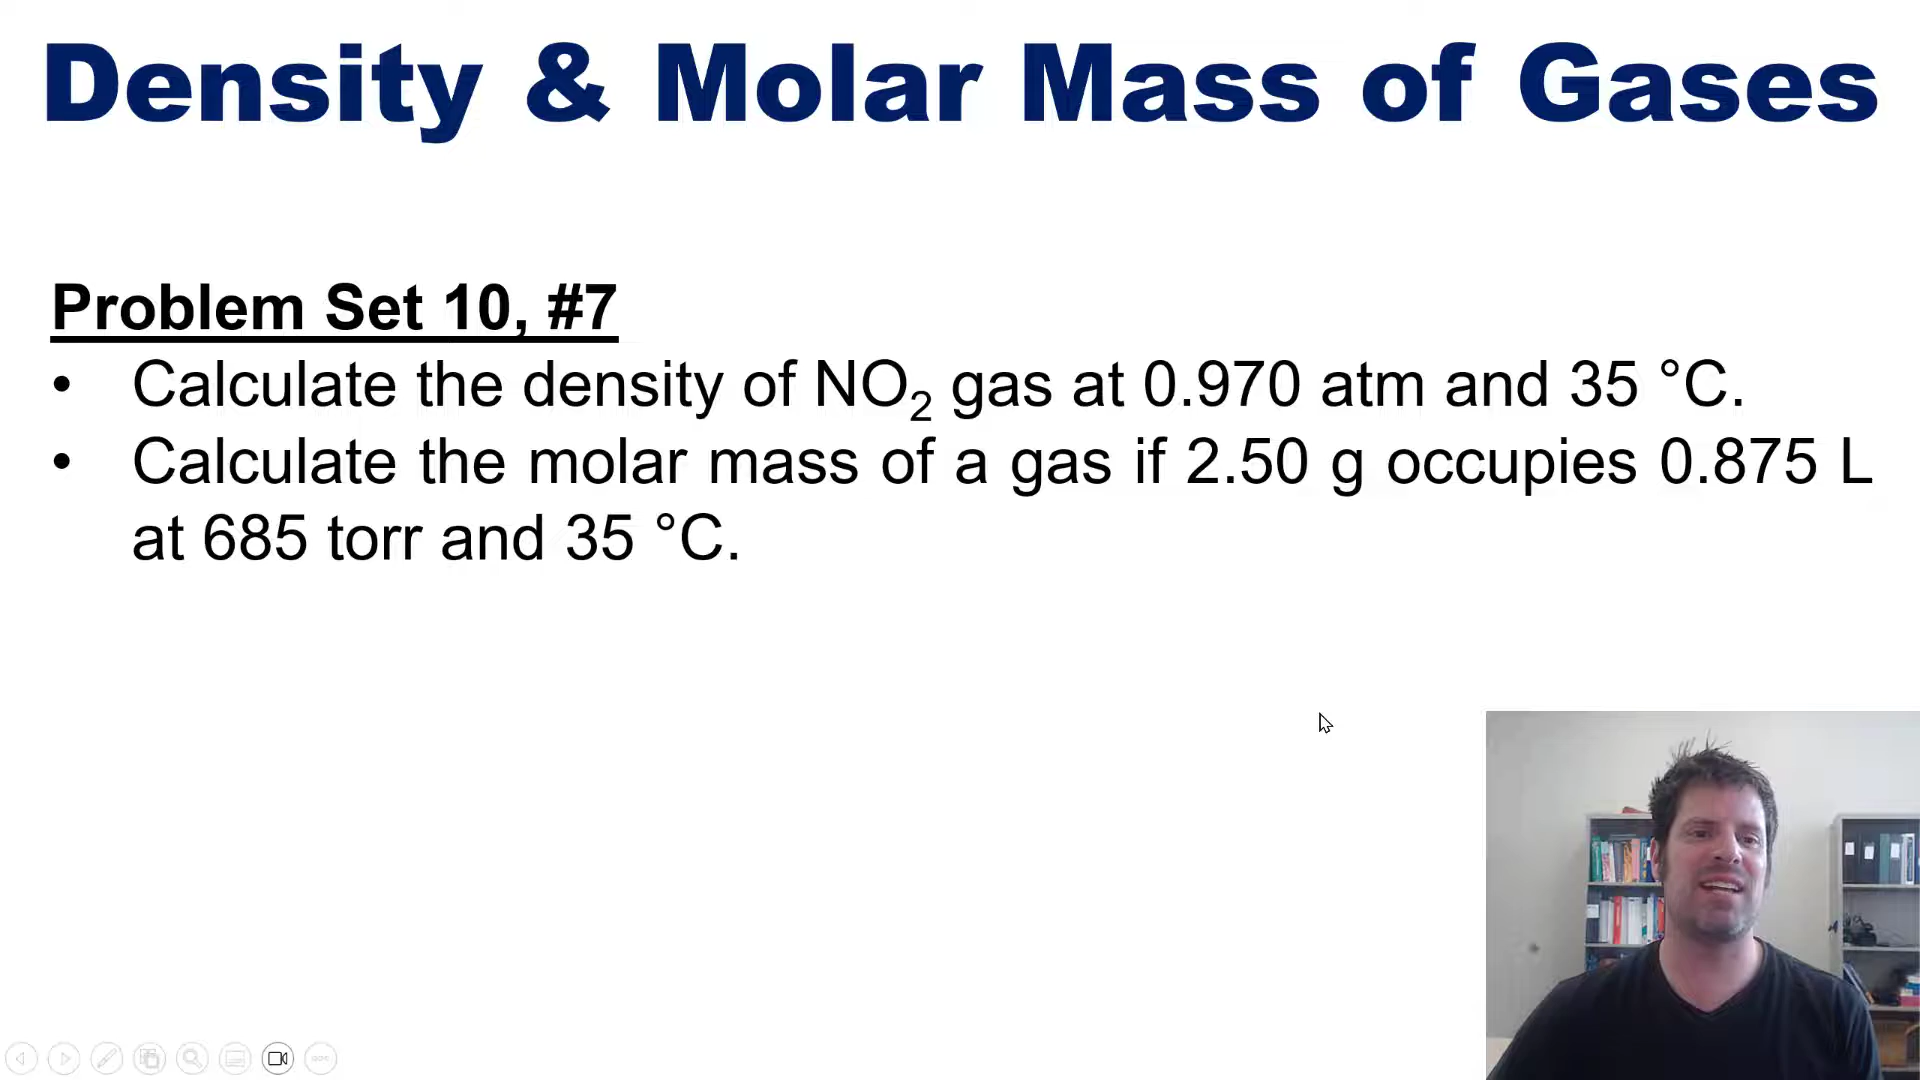 Density & Molar Mass of Gases
Problem Set 10, #7
• Calculate the density of NO₂ gas at 0.970 atm and 35 °C.
• Calculate the molar mass of a gas if 2.50 g occupies 0.875 L
at 685 torr and 35 °C.